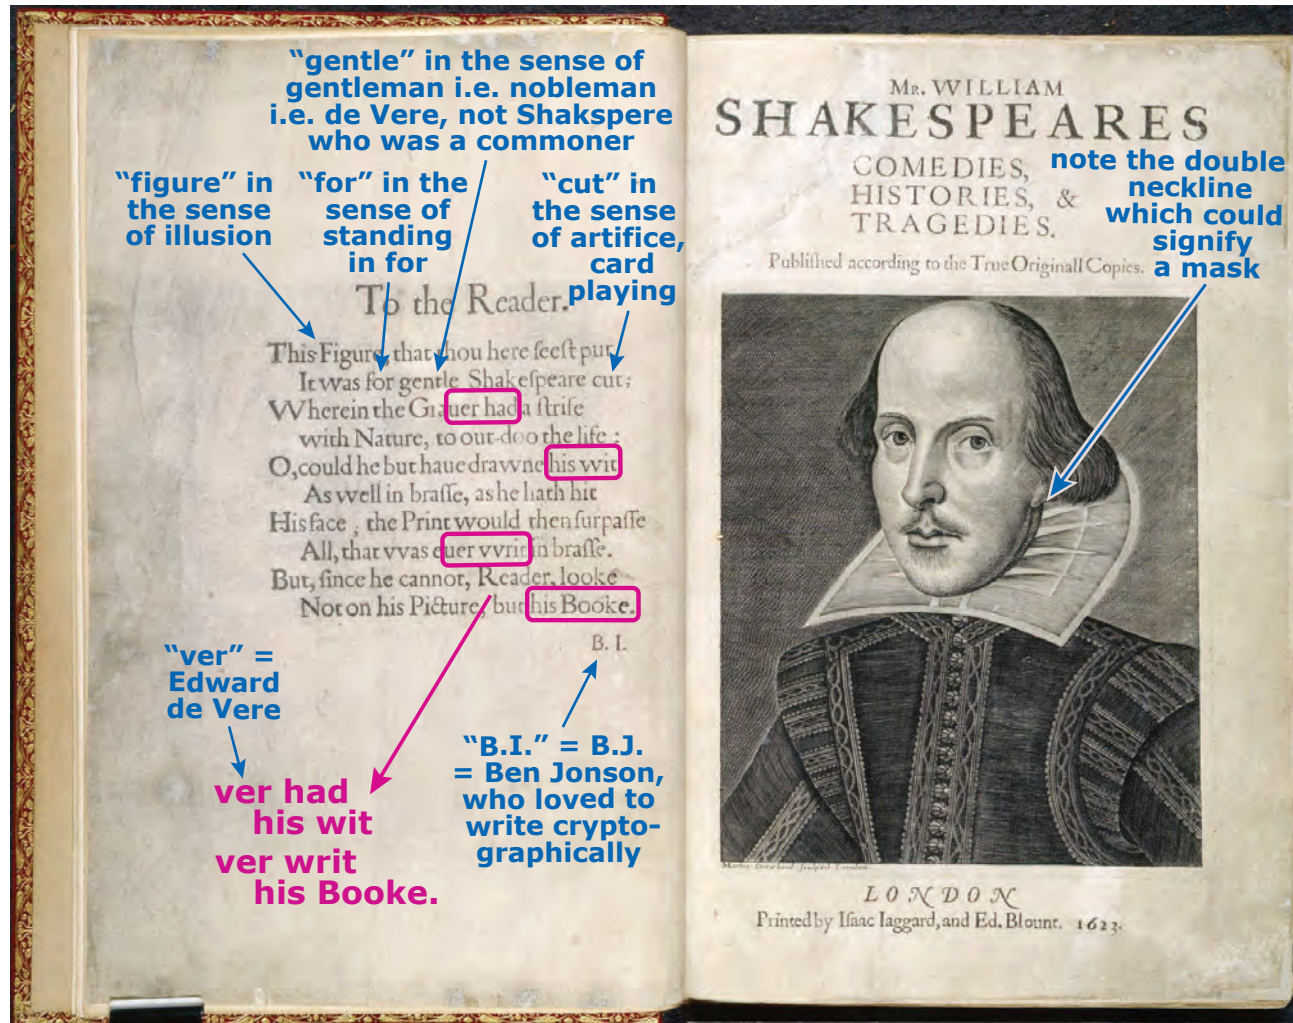 “gentle” in the sense of
gentleman i.e. nobleman
i.e. de Vere, not Shakspere
who was a commoner
“figure” in
the sense
of illusion
“for” in the
sense of
standing
in for
“cut” in
the sense
of artifice,
card
playing
To the Reader.
This Figure, that thou here ſeeſt put,
It was for gentle Shakeſpeare cut;
VVherein the Grauer had a ſtrife
with Nature, to out-doo the life :
O, could he but haue dravvne his vvit
As well in braſſe, as he hath hit
His face ; the Print would then ſurpaſſe
All, that vvas euer vvrit in braſſe.
But, ſince he cannot, Reader, looke
Not on his Picture, but his Booke.
B. I.
“ver” =
Edward
de Vere
ver had
his wit
ver writ
his Booke.
“B.I.” = B.J.
= Ben Jonson,
who loved to
write crypto-
graphically
MR. WILLIAM
SHAKESPEARES
COMEDIES,
HISTORIES, &
TRAGEDIES.
Publiſhed according to the True Originall Copies.
note the double
neckline
which could
signify
a mask
LONDON
Printed by Iſaac Iaggard, and Ed. Blount. 1623.